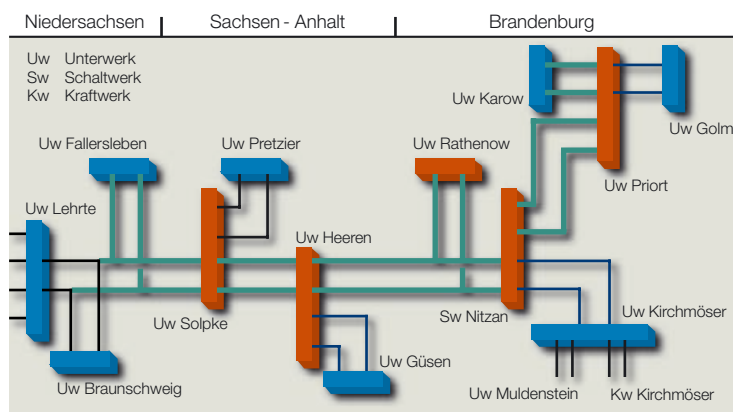 Niedersachsen
Sachsen - Anhalt
Brandenburg
Uw Unterwerk
Sw Schaltwerk
Kw Kraftwerk
Uw Karow
Uw Golm
Uw Fallersleben
Uw Pretzier
Uw Rathenow
Uw Priort
Uw Lehrte
Uw Heeren
Uw Solpke
Sw Nitzan
Uw Kirchmöser
Uw Braunschweig
Uw Güsen
Uw Muldenstein
Kw Kirchmöser